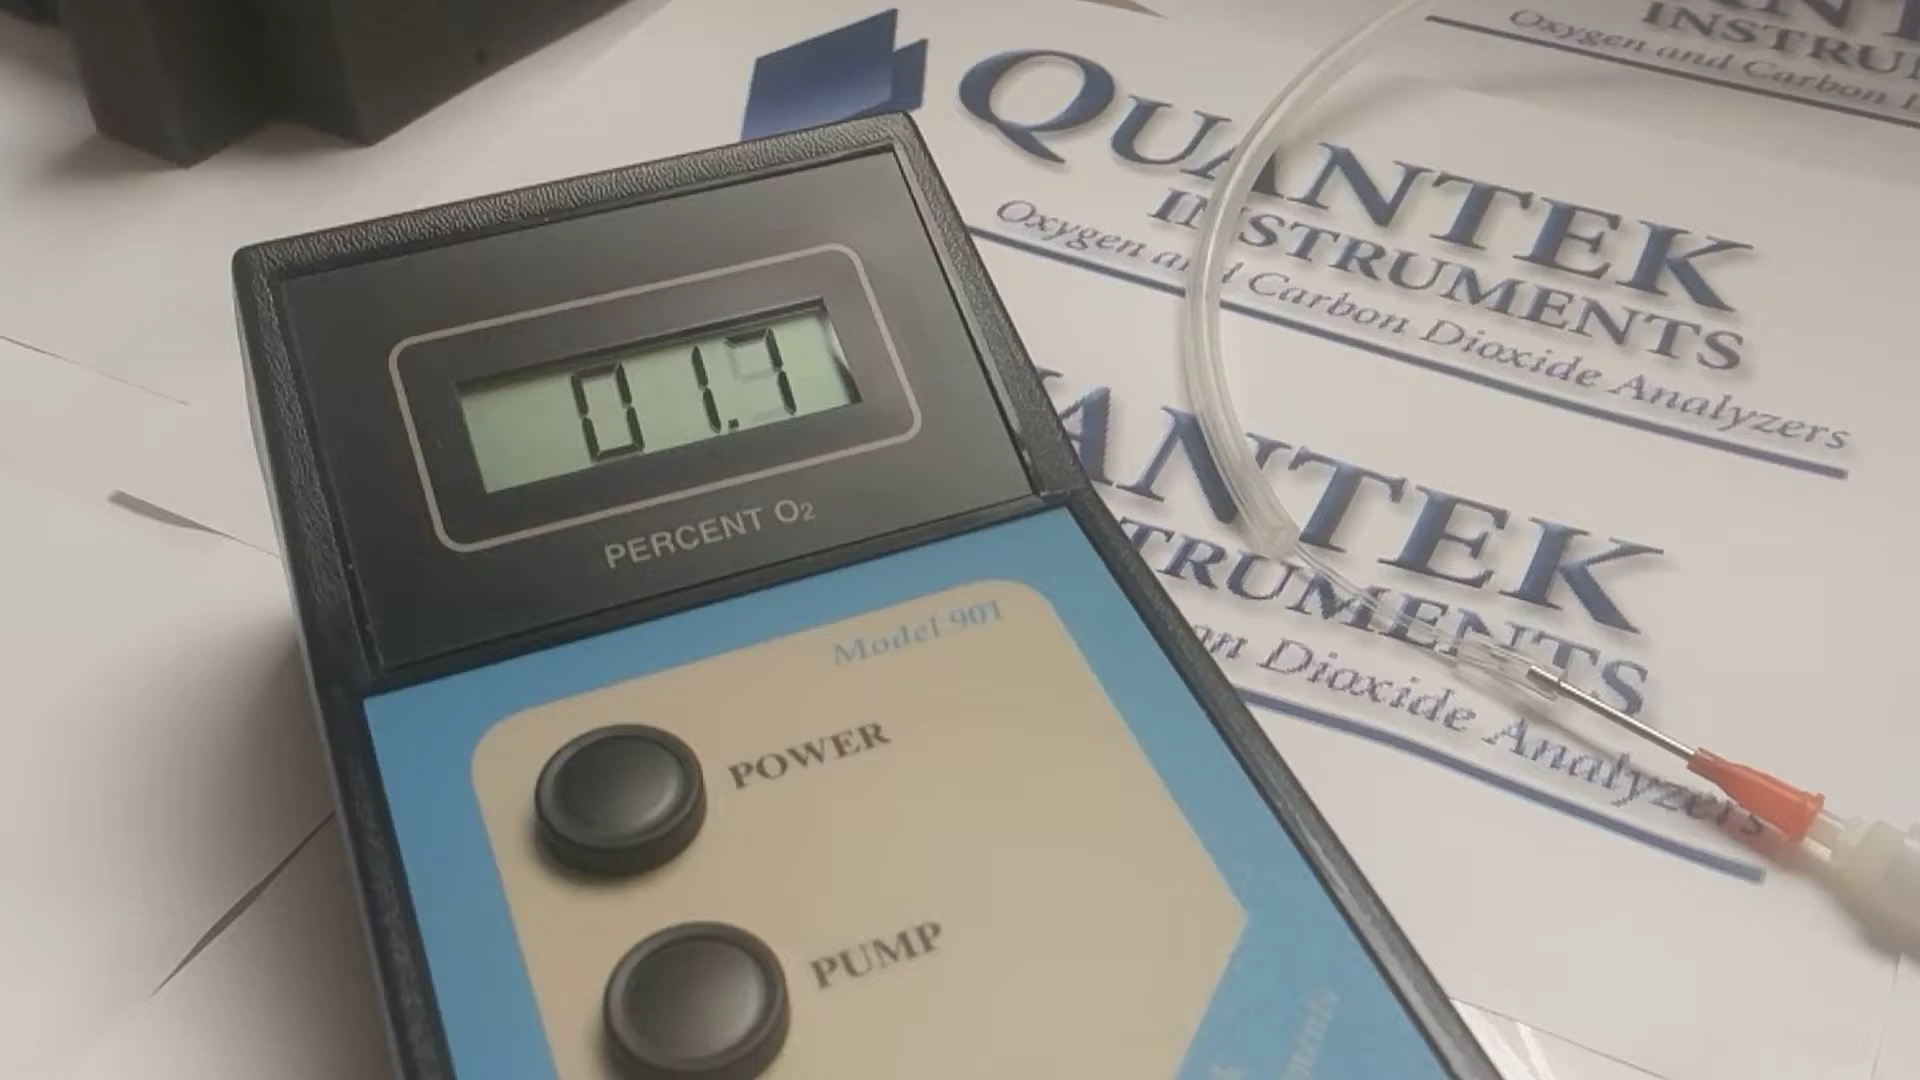 QUANTEK
INSTRUMENTS
Oxygen and Carbon Dioxide Analyzers
INSTRU
Oxygen and Carbon
ANTEK
TRUMENTS
Dioxide Analyzers
01.7
PERCENT O2
Model 901
POWER
PUMP